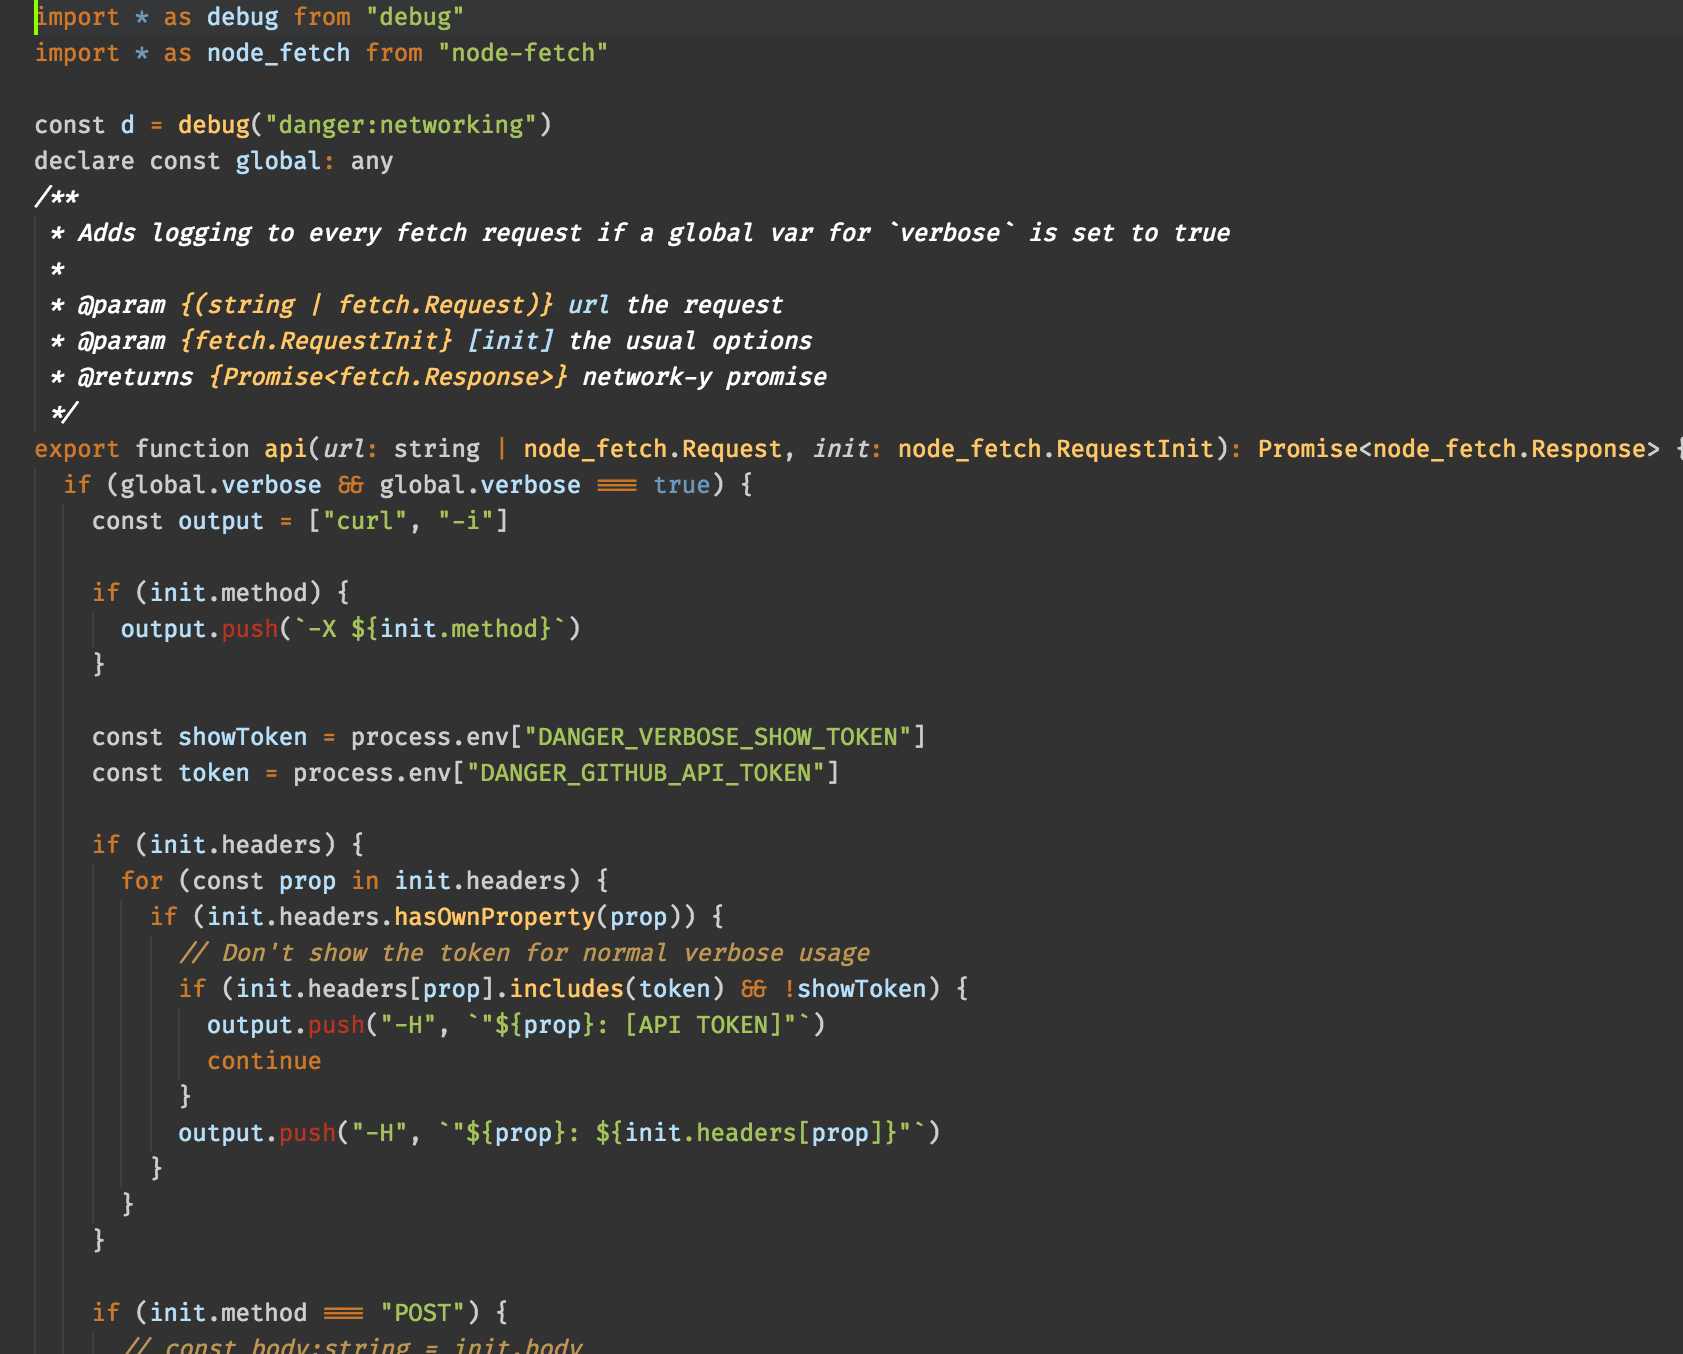 import * as debug from "debug"
import * as node_fetch from "node-fetch"

const d = debug("danger:networking")
declare const global: any
/**
 * Adds logging to every fetch request if a global var for `verbose` is set to true
 *
 * @param {(string | fetch.Request)} url the request
 * @param {fetch.RequestInit} [init] the usual options
 * @returns {Promise<fetch.Response>} network-y promise
 */
export function api(url: string | node_fetch.Request, init: node_fetch.RequestInit): Promise<node_fetch.Response> {
  if (global.verbose && global.verbose === true) {
    const output = ["curl", "-i"]

    if (init.method) {
      output.push(`-X ${init.method}`)
    }

    const showToken = process.env["DANGER_VERBOSE_SHOW_TOKEN"]
    const token = process.env["DANGER_GITHUB_API_TOKEN"]

    if (init.headers) {
      for (const prop in init.headers) {
        if (init.headers.hasOwnProperty(prop)) {
          // Don't show the token for normal verbose usage
          if (init.headers[prop].includes(token) && !showToken) {
            output.push("-H", `"${prop}: [API TOKEN]"`)
            continue
          }
          output.push("-H", `"${prop}: ${init.headers[prop]}"`)
        }
      }
    }

    if (init.method === "POST") {
      // const body:string = init.body